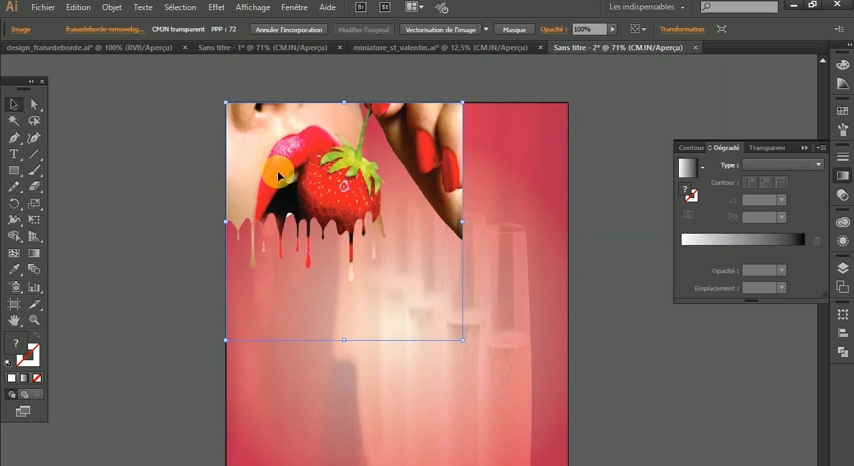 Ai Fichier Edition Objet Texte Sélection Effet Affichage Fenêtre Aide Br St Les indispensables
Image fraisedeborde-removebg... CMJN transparent PPP : 72 Annuler l'incorporation Modifier l'original Vectorisation de l'image Masque Opacité : 100% Transformation
design_fraisedeborde.ai* @ 100% (RVB/Aperçu) × Sans titre - 1* @ 71% (CMJN/Aperçu) × miniature_st_valentin.ai* @ 12,5% (CMJN/Aperçu) × Sans titre - 2* @ 71% (CMJN/Aperçu) ×
Contour Dégradé Transparenc
Type :
Contour :
?
Opacité :
Emplacement :
T
?